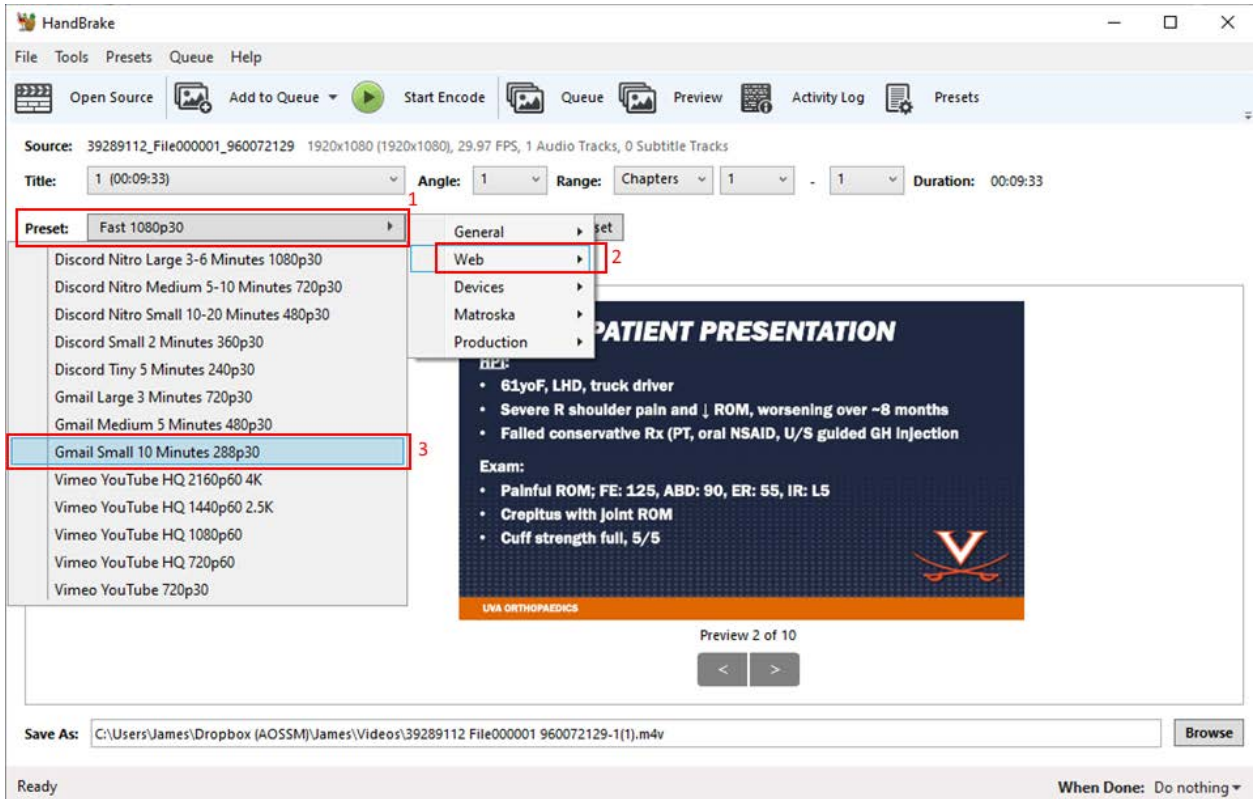 HandBrake
File Tools Presets Queue Help
Open Source Add to Queue Start Encode Queue Preview Activity Log Presets
Source: 39289112_File000001_960072129 1920x1080 (1920x1080), 29.97 FPS, 1 Audio Tracks, 0 Subtitle Tracks
Title: 1 (00:09:33) Angle: 1 Range: Chapters 1 - 1 Duration: 00:09:33
1
Preset: Fast 1080p30
General
Web
2
Devices
Matroska
Production
set
Discord Nitro Large 3-6 Minutes 1080p30
Discord Nitro Medium 5-10 Minutes 720p30
Discord Nitro Small 10-20 Minutes 480p30
Discord Small 2 Minutes 360p30
Discord Tiny 5 Minutes 240p30
Gmail Large 3 Minutes 720p30
Gmail Medium 5 Minutes 480p30
Gmail Small 10 Minutes 288p30
3
Vimeo YouTube HQ 2160p60 4K
Vimeo YouTube HQ 1440p60 2.5K
Vimeo YouTube HQ 1080p60
Vimeo YouTube HQ 720p60
Vimeo YouTube 720p30
PATIENT PRESENTATION
HPI:
• 61yoF, LHD, truck driver
• Severe R shoulder pain and ↓ ROM, worsening over ~8 months
• Failed conservative Rx (PT, oral NSAID, U/S guided GH injection
Exam:
• Painful ROM; FE: 125, ABD: 90, ER: 55, IR: L5
• Crepitus with joint ROM
• Cuff strength full, 5/5
V
UVA ORTHOPAEDICS
Preview 2 of 10
< >
Save As: C:\Users\James\Dropbox (AOSSM)\James\Videos\39289112 File000001 960072129-1(1).m4v Browse
Ready When Done: Do nothing